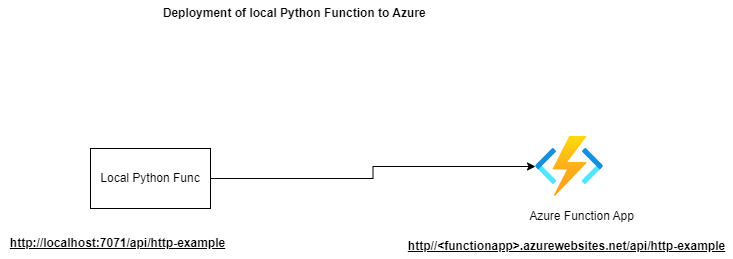 Deployment of local Python Function to Azure
Local Python Func
Azure Function App
http://localhost:7071/api/http-example
http//<functionapp>.azurewebsites.net/api/http-example